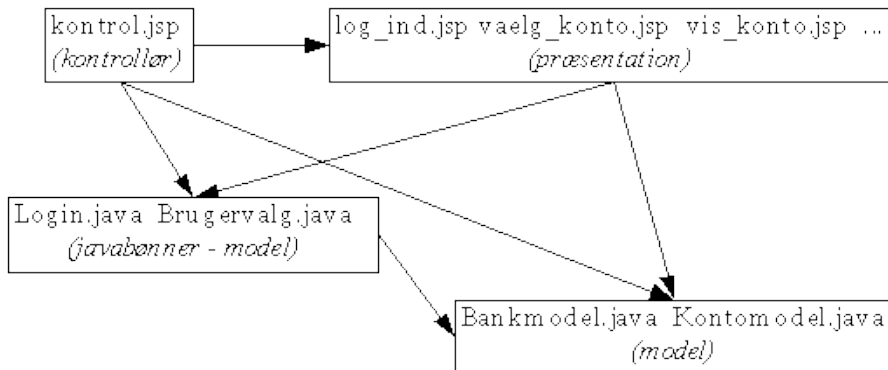 kontrol.jsp
(kontrollør)
log_ind.jsp vaelg_konto.jsp vis_konto.jsp ...
(præsentation)
Login.java Brugervalg.java
(javabønner - model)
Bankmodel.java Kontomodel.java
(model)